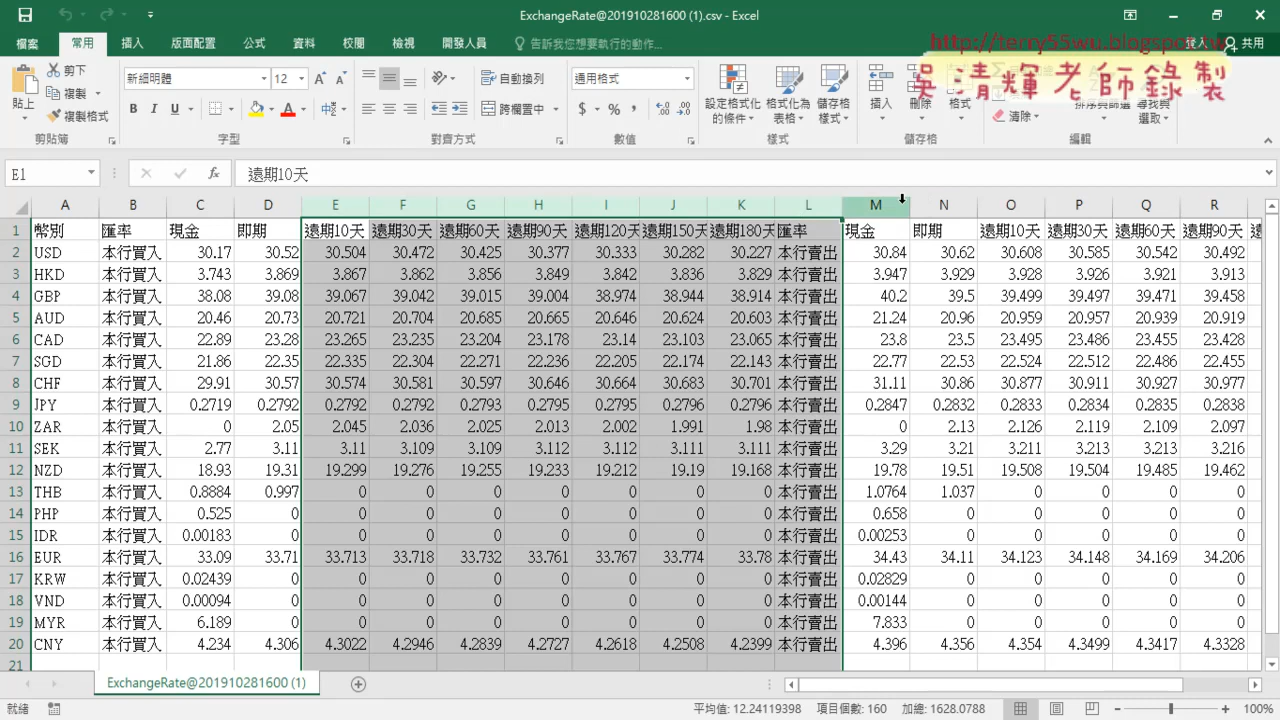 ExchangeRate@201910281600 (1).csv - Excel
檔案 常用 插入 版面配置 公式 資料 校閱 檢視 開發人員 告訴我您想要執行的動作... 登入 共用
http://terry55wu.blogspot.tw
吳清輝老師錄製
貼上 剪下 複製 複製格式
新細明體 12 自動換列 跨欄置中 通用格式
設定格式化的條件 格式化為表格 儲存格樣式 插入 刪除 格式 清除 排序與篩選 尋找與選取
剪貼簿 字型 對齊方式 數值 樣式 儲存格 編輯
E1 fx 遠期10天
A B C D E F G H I J K L M N O P Q R
1 幣別 匯率 現金 即期 遠期10天 遠期30天 遠期60天 遠期90天 遠期120天 遠期150天 遠期180天 匯率 現金 即期 遠期10天 遠期30天 遠期60天 遠期90天
2 USD 本行買入 30.17 30.52 30.504 30.472 30.425 30.377 30.333 30.282 30.227 本行賣出 30.84 30.62 30.608 30.585 30.542 30.492
3 HKD 本行買入 3.743 3.869 3.867 3.862 3.856 3.849 3.842 3.836 3.829 本行賣出 3.947 3.929 3.928 3.926 3.921 3.913
4 GBP 本行買入 38.08 39.08 39.067 39.042 39.015 39.004 38.974 38.944 38.914 本行賣出 40.2 39.5 39.499 39.497 39.471 39.458
5 AUD 本行買入 20.46 20.73 20.721 20.704 20.685 20.665 20.646 20.624 20.603 本行賣出 21.24 20.96 20.959 20.957 20.939 20.919
6 CAD 本行買入 22.89 23.28 23.265 23.235 23.204 23.178 23.14 23.103 23.065 本行賣出 23.8 23.5 23.495 23.486 23.455 23.428
7 SGD 本行買入 21.86 22.35 22.335 22.304 22.271 22.236 22.205 22.174 22.143 本行賣出 22.77 22.53 22.524 22.512 22.486 22.455
8 CHF 本行買入 29.91 30.57 30.574 30.581 30.597 30.646 30.664 30.683 30.701 本行賣出 31.11 30.86 30.877 30.911 30.927 30.977
9 JPY 本行買入 0.2719 0.2792 0.2792 0.2792 0.2793 0.2795 0.2795 0.2796 0.2796 本行賣出 0.2847 0.2832 0.2833 0.2834 0.2835 0.2838
10 ZAR 本行買入 0 2.05 2.045 2.036 2.025 2.013 2.002 1.991 1.98 本行賣出 0 2.13 2.126 2.119 2.109 2.097
11 SEK 本行買入 2.77 3.11 3.11 3.109 3.109 3.112 3.112 3.111 3.111 本行賣出 3.29 3.21 3.211 3.213 3.213 3.216
12 NZD 本行買入 18.93 19.31 19.299 19.276 19.255 19.233 19.212 19.19 19.168 本行賣出 19.78 19.51 19.508 19.504 19.485 19.462
13 THB 本行買入 0.8884 0.997 0 0 0 0 0 0 0 本行賣出 1.0764 1.037 0 0 0 0
14 PHP 本行買入 0.525 0 0 0 0 0 0 0 0 本行賣出 0.658 0 0 0 0 0
15 IDR 本行買入 0.00183 0 0 0 0 0 0 0 0 本行賣出 0.00253 0 0 0 0 0
16 EUR 本行買入 33.09 33.71 33.713 33.718 33.732 33.761 33.767 33.774 33.78 本行賣出 34.43 34.11 34.123 34.148 34.169 34.206
17 KRW 本行買入 0.02439 0 0 0 0 0 0 0 0 本行賣出 0.02829 0 0 0 0 0
18 VND 本行買入 0.00094 0 0 0 0 0 0 0 0 本行賣出 0.00144 0 0 0 0 0
19 MYR 本行買入 6.189 0 0 0 0 0 0 0 0 本行賣出 7.833 0 0 0 0 0
20 CNY 本行買入 4.234 4.306 4.3022 4.2946 4.2839 4.2727 4.2618 4.2508 4.2399 本行賣出 4.396 4.356 4.354 4.3499 4.3417 4.3328
21
ExchangeRate@201910281600 (1)
就緒 平均值: 12.24119398 項目個數: 160 加總: 1628.0788 100%